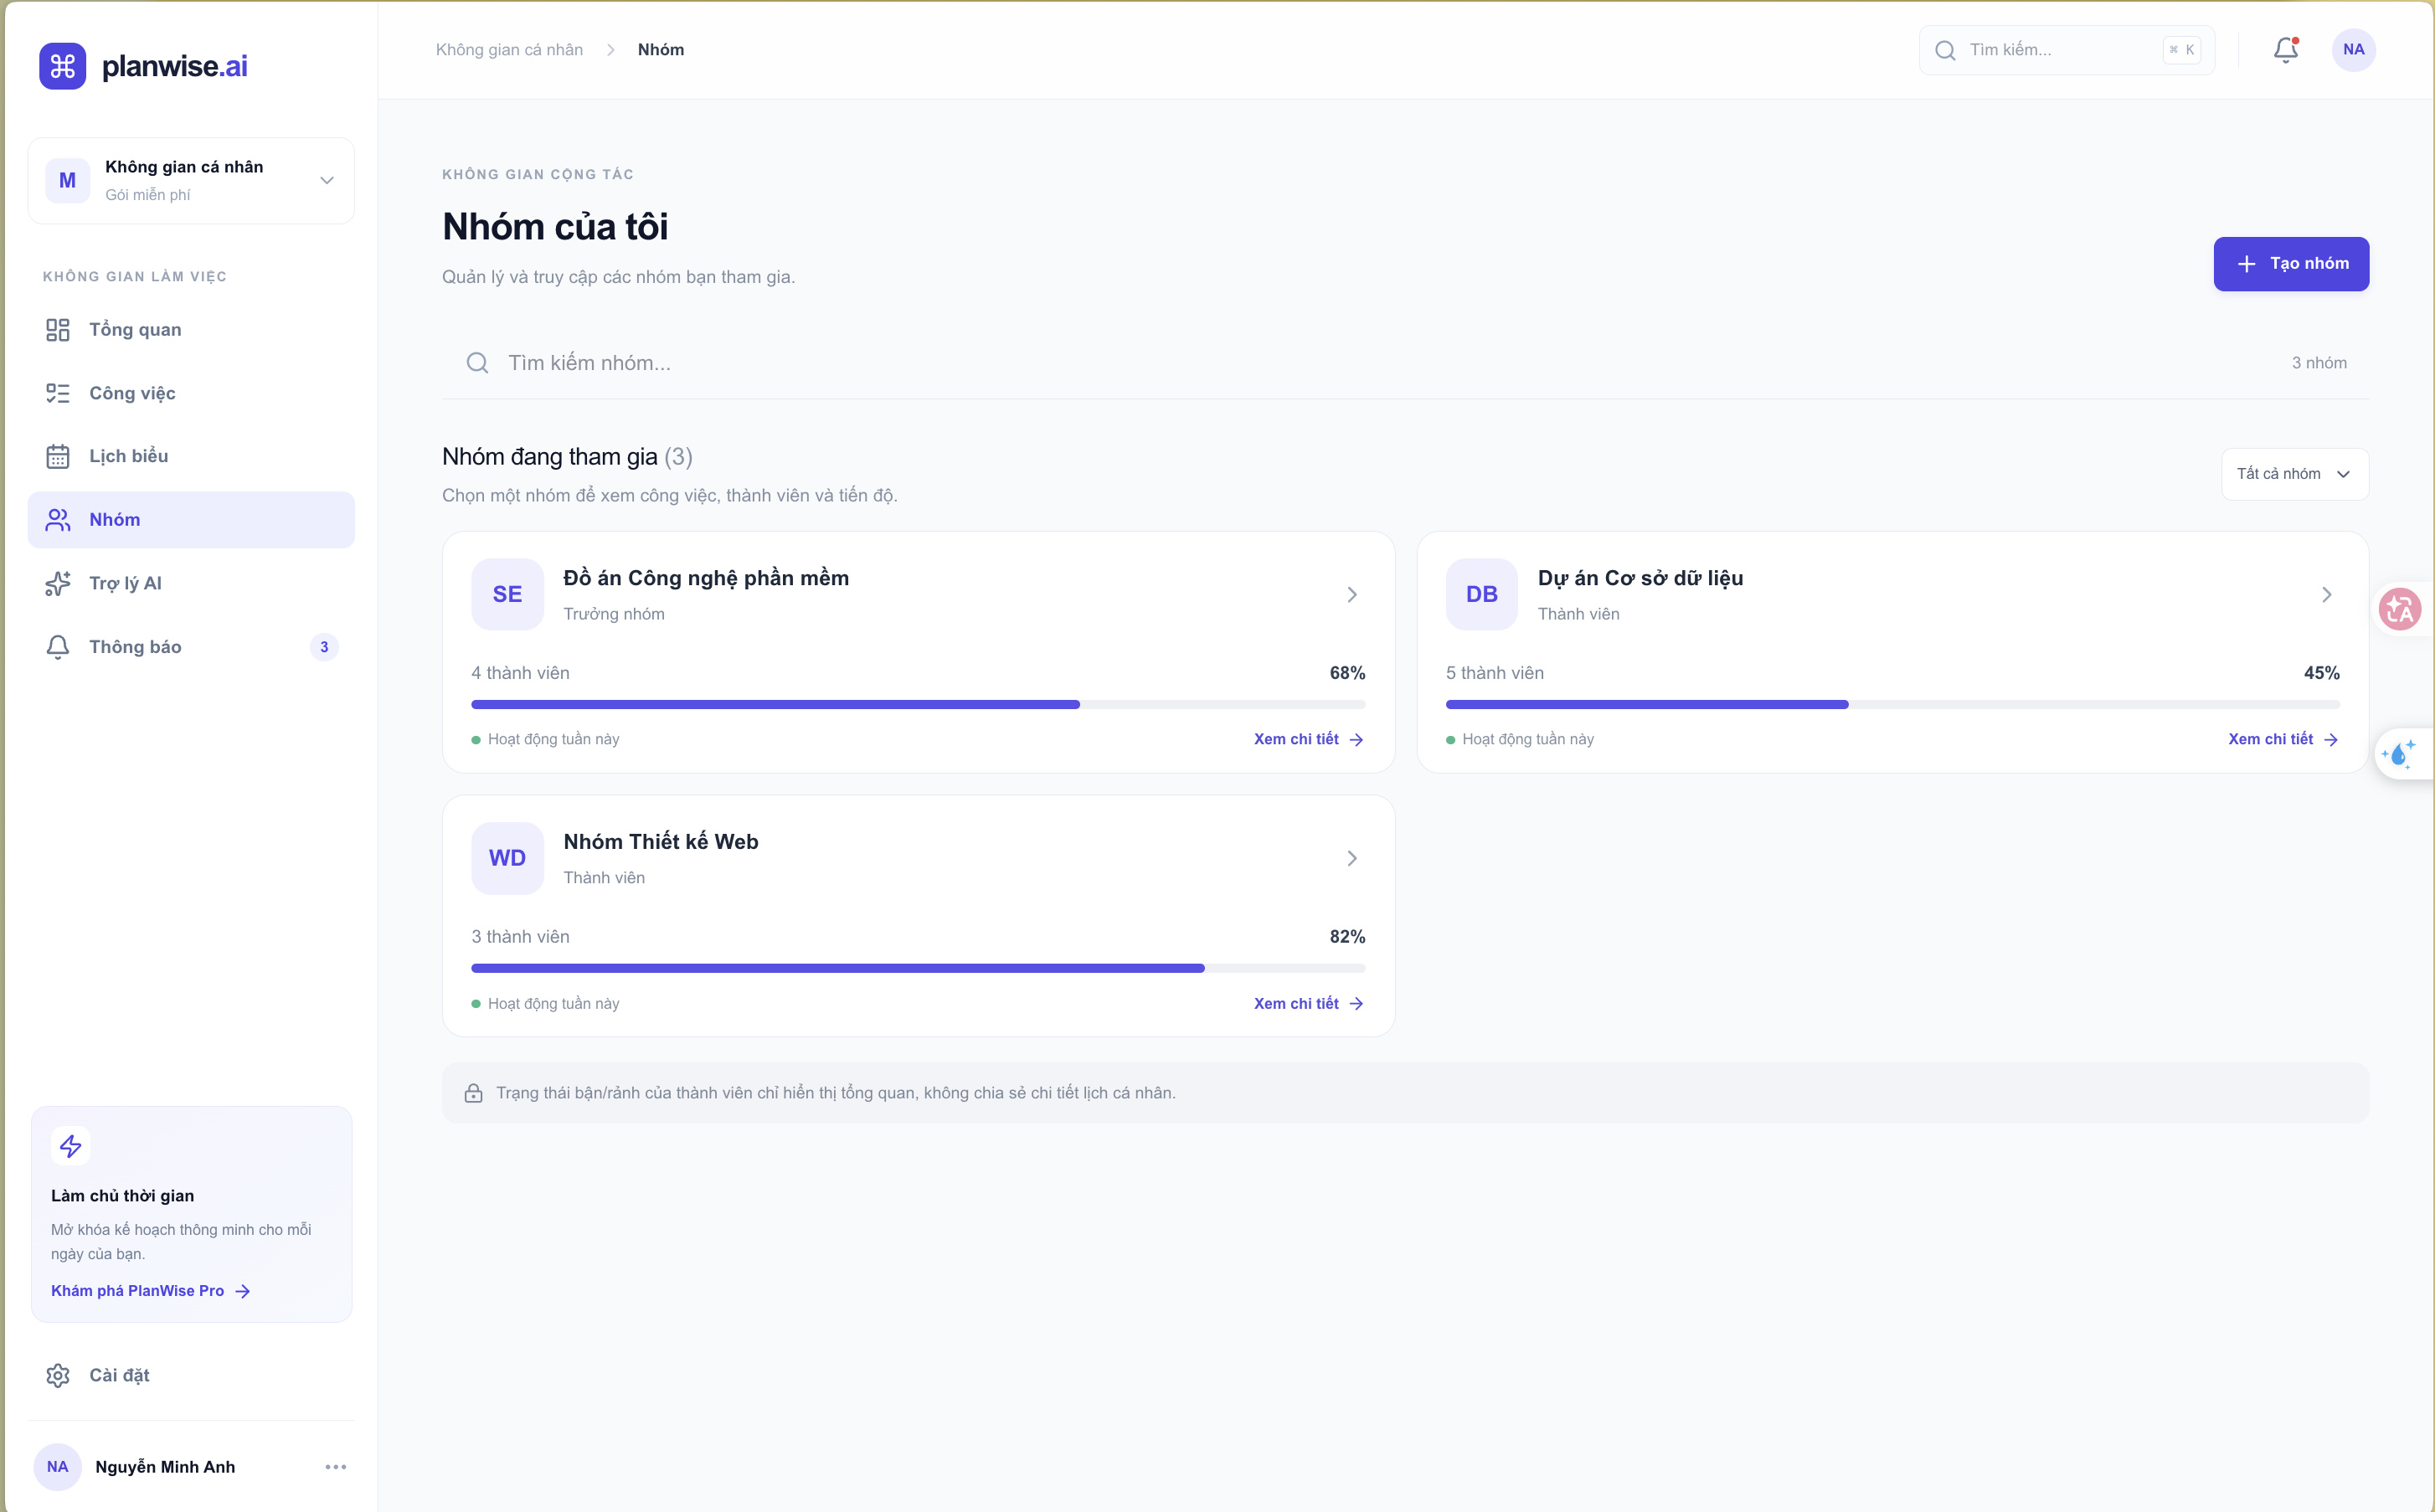 planwise.ai
Không gian cá nhân
Nhóm
Tìm kiếm...
⌘ K
NA
M
Không gian cá nhân
Gói miễn phí
KHÔNG GIAN LÀM VIỆC
Tổng quan
Công việc
Lịch biểu
Nhóm
Trợ lý AI
Thông báo
3
Làm chủ thời gian
Mở khóa kế hoạch thông minh cho mỗi
ngày của bạn.
Khám phá PlanWise Pro
Cài đặt
NA
Nguyễn Minh Anh
KHÔNG GIAN CỘNG TÁC
Nhóm của tôi
Quản lý và truy cập các nhóm bạn tham gia.
Tạo nhóm
Tìm kiếm nhóm...
3 nhóm
Nhóm đang tham gia (3)
Chọn một nhóm để xem công việc, thành viên và tiến độ.
Tất cả nhóm
SE
Đồ án Công nghệ phần mềm
Trưởng nhóm
4 thành viên
68%
Hoạt động tuần này
Xem chi tiết
DB
Dự án Cơ sở dữ liệu
Thành viên
5 thành viên
45%
Hoạt động tuần này
Xem chi tiết
WD
Nhóm Thiết kế Web
Thành viên
3 thành viên
82%
Hoạt động tuần này
Xem chi tiết
Trạng thái bận/rảnh của thành viên chỉ hiển thị tổng quan, không chia sẻ chi tiết lịch cá nhân.
A